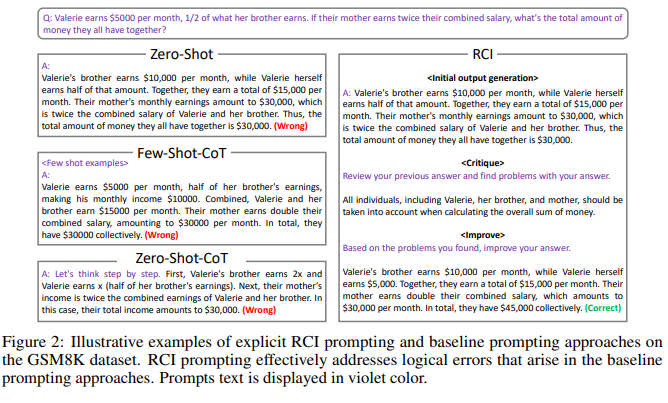 Q: Valerie earns $5000 per month, 1/2 of what her brother earns. If their mother earns twice their combined salary, what's the total amount of
money they all have together?
Zero-Shot
A:
Valerie's brother earns $10,000 per month, while Valerie herself
earns half of that amount. Together, they earn a total of $15,000 per
month. Their mother's monthly earnings amount to $30,000, which
is twice the combined salary of Valerie and her brother. Thus, the
total amount of money they all have together is $30,000. (Wrong)
Few-Shot-CoT
<Few shot examples>
A:
Valerie earns $5000 per month, half of her brother's earnings,
making his monthly income $10000. Combined, Valerie and her
brother earn $15000 per month. Their mother earns double their
combined salary, amounting to $30000 per month. In total, they
have $30000 collectively. (Wrong)
Zero-Shot-CoT
A: Let's think step by step. First, Valerie's brother earns 2x and
Valerie earns x (half of her brother's earnings). Next, their mother's
income is twice the combined earnings of Valerie and her brother. In
this case, their total income amounts to $30,000. (Wrong)
RCI
<Initial output generation>
A: Valerie's brother earns $10,000 per month, while Valerie herself
earns half of that amount. Together, they earn a total of $15,000 per
month. Their mother's monthly earnings amount to $30,000, which
is twice the combined salary of Valerie and her brother. Thus, the
total amount of money they all have together is $30,000.
<Critique>
Review your previous answer and find problems with your answer.
All individuals, including Valerie, her brother, and mother, should be
taken into account when calculating the overall sum of money.
<Improve>
Based on the problems you found, improve your answer.
Valerie's brother earns $10,000 per month, while Valerie herself
earns $5,000. Together, they earn a total of $15,000 per month. Their
mother earns double their combined salary, which amounts to
$30,000 per month. In total, they have $45,000 collectively. (Correct)
Figure 2: Illustrative examples of explicit RCI prompting and baseline prompting approaches on
the GSM8K dataset. RCI prompting effectively addresses logical errors that arise in the baseline
prompting approaches. Prompts text is displayed in violet color.